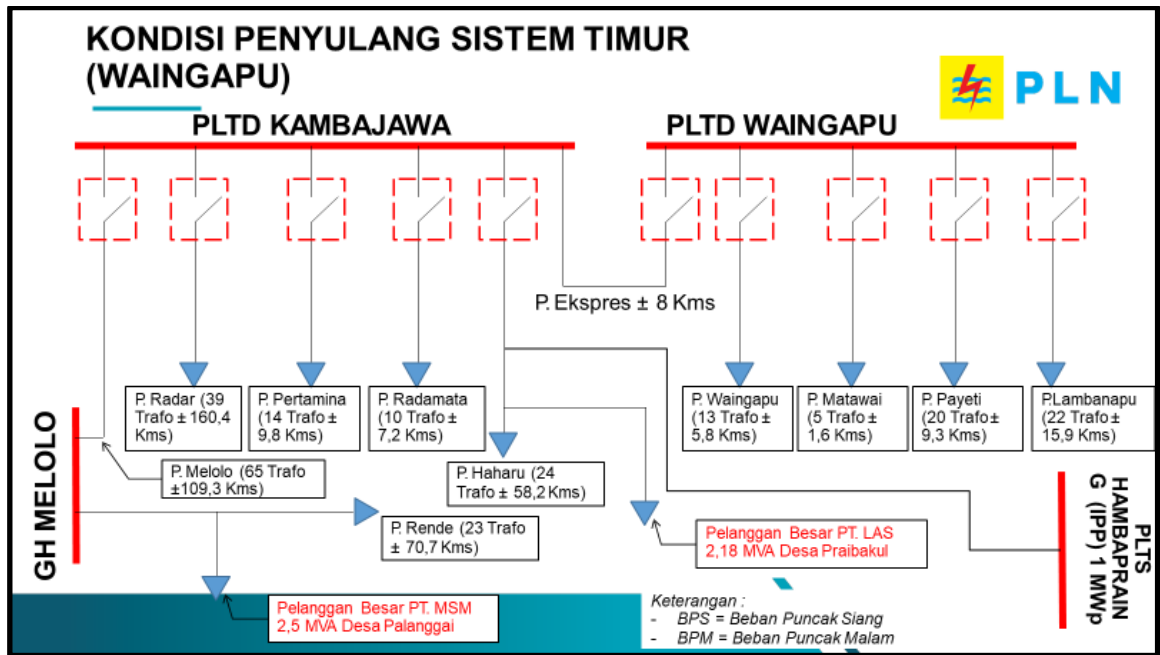 KONDISI PENYULANG SISTEM TIMUR
(WAINGAPU)
PLN
PLTD KAMBAJAWA
PLTD WAINGAPU
P. Ekspres ± 8 Kms
P. Radar (39
Trafo ± 160,4
Kms)
P. Pertamina
(14 Trafo ±
9,8 Kms)
P. Radamata
(10 Trafo ±
7,2 Kms)
P. Waingapu
(13 Trafo ±
5,8 Kms)
P. Matawai
(5 Trafo ±
1,6 Kms)
P. Payeti
(20 Trafo ±
9,3 Kms)
P.Lambanapu
(22 Trafo ±
15,9 Kms)
GH MELOLO
P. Melolo (65 Trafo
±109,3 Kms)
P. Haharu (24
Trafo ± 58,2 Kms)
P. Rende (23 Trafo
± 70,7 Kms)
Pelanggan Besar PT. LAS
2,18 MVA Desa Praibakul
PLTS
HAMBAPRAIN
G (IPP) 1 MWp
Pelanggan Besar PT. MSM
2,5 MVA Desa Palanggai
Keterangan :
- BPS = Beban Puncak Siang
- BPM = Beban Puncak Malam